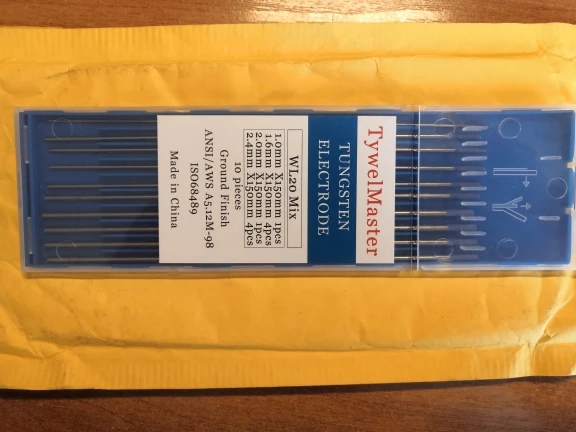 TywelMaster
TUNGSTEN
ELECTRODE
WL20 Mix
1.0mm X150mm 1pcs
1.6mm X150mm 4pcs
2.0mm X150mm 1pcs
2.4mm X150mm 4pcs
10 pieces
Ground Finish
ANSI/AWS A5.12M-98
ISO68489
Made in China